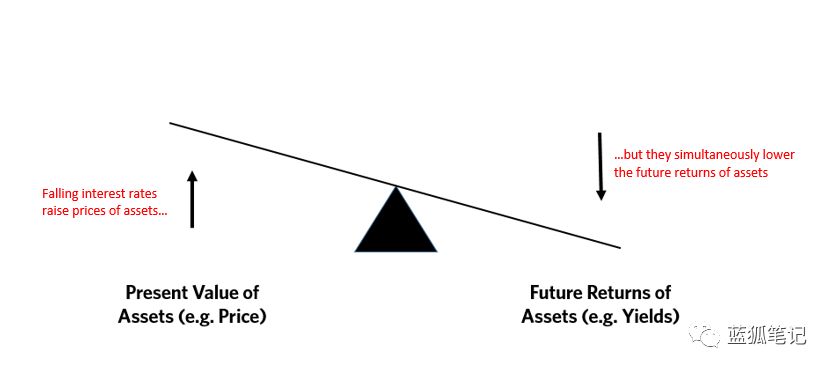 ...but they simultaneously lower
the future returns of assets
Falling interest rates
raise prices of assets...
Present Value of
Assets (e.g. Price)
Future Returns of
Assets (e.g. Yields)
蓝狐笔记